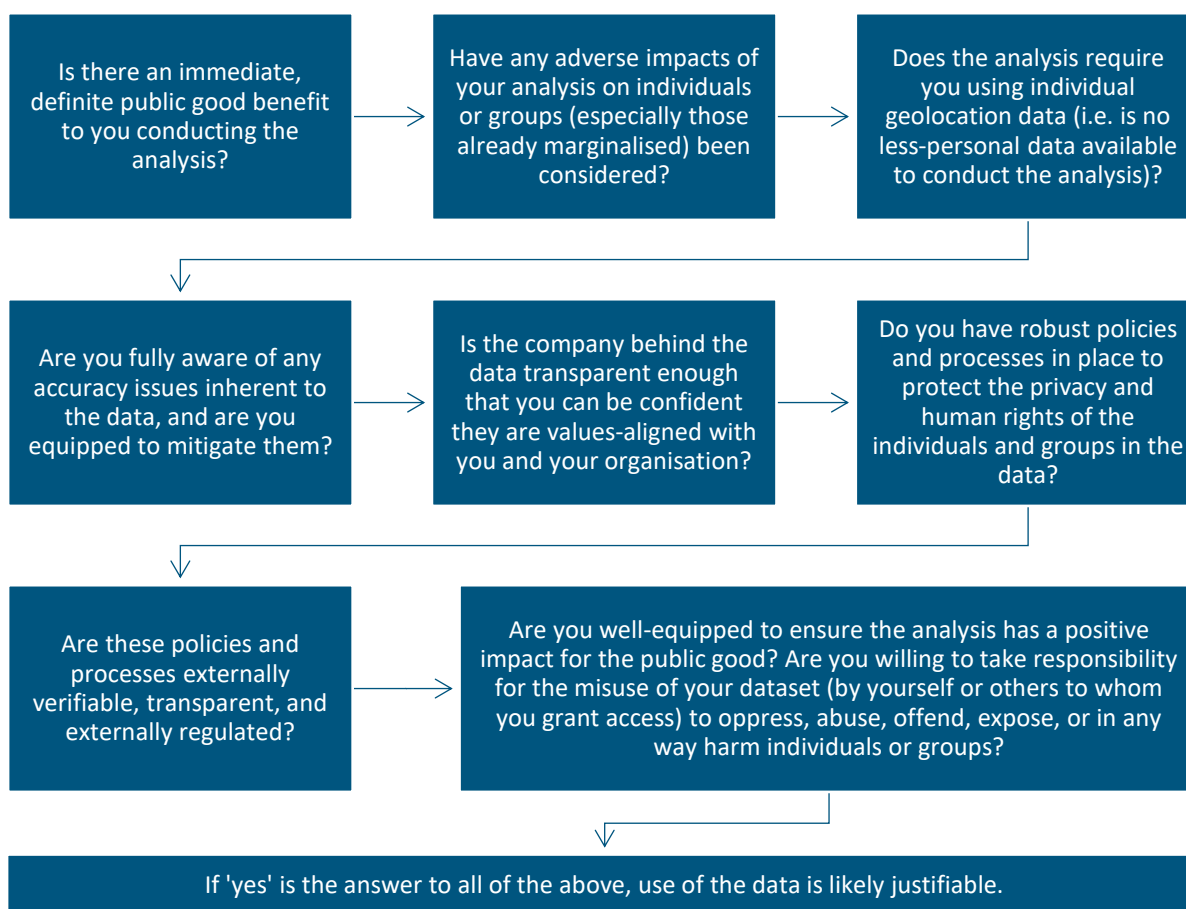 Is there an immediate,
definite public good benefit
to you conducting the
analysis?
Have any adverse impacts of
your analysis on individuals
or groups (especially those
already marginalised) been
considered?
Does the analysis require
you using individual
geolocation data (i.e. is no
less-personal data available
to conduct the analysis)?
Are you fully aware of any
accuracy issues inherent to
the data, and are you
equipped to mitigate them?
Is the company behind the
data transparent enough
that you can be confident
they are values-aligned with
you and your organisation?
Do you have robust policies
and processes in place to
protect the privacy and
human rights of the
individuals and groups in the
data?
Are these policies and
processes externally
verifiable, transparent, and
externally regulated?
Are you well-equipped to ensure the analysis has a positive
impact for the public good? Are you willing to take responsibility
for the misuse of your dataset (by yourself or others to whom
you grant access) to oppress, abuse, offend, expose, or in any
way harm individuals or groups?
If 'yes' is the answer to all of the above, use of the data is likely justifiable.